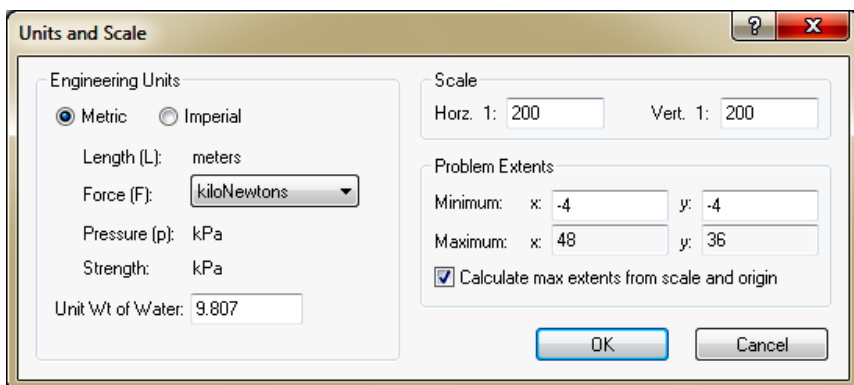 Units and Scale
Engineering Units
Metric Imperial
Length (L): meters
Force (F): kiloNewtons
Pressure (p): kPa
Strength: kPa
Unit Wt of Water: 9.807
Scale
Horz. 1: 200 Vert. 1: 200
Problem Extents
Minimum: x: -4 y: -4
Maximum: x: 48 y: 36
Calculate max extents from scale and origin
OK Cancel